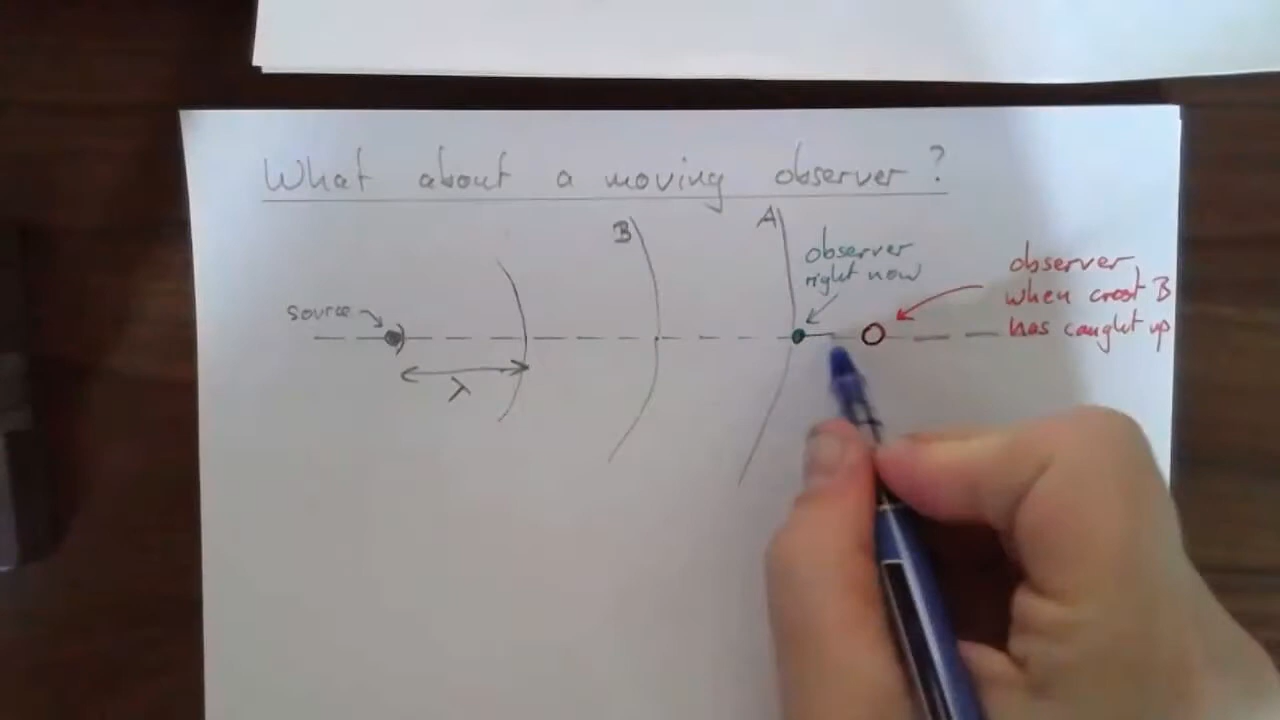 What about a moving observer?
B
A
observer
right now
observer
when crest B
has caught up
source
λ